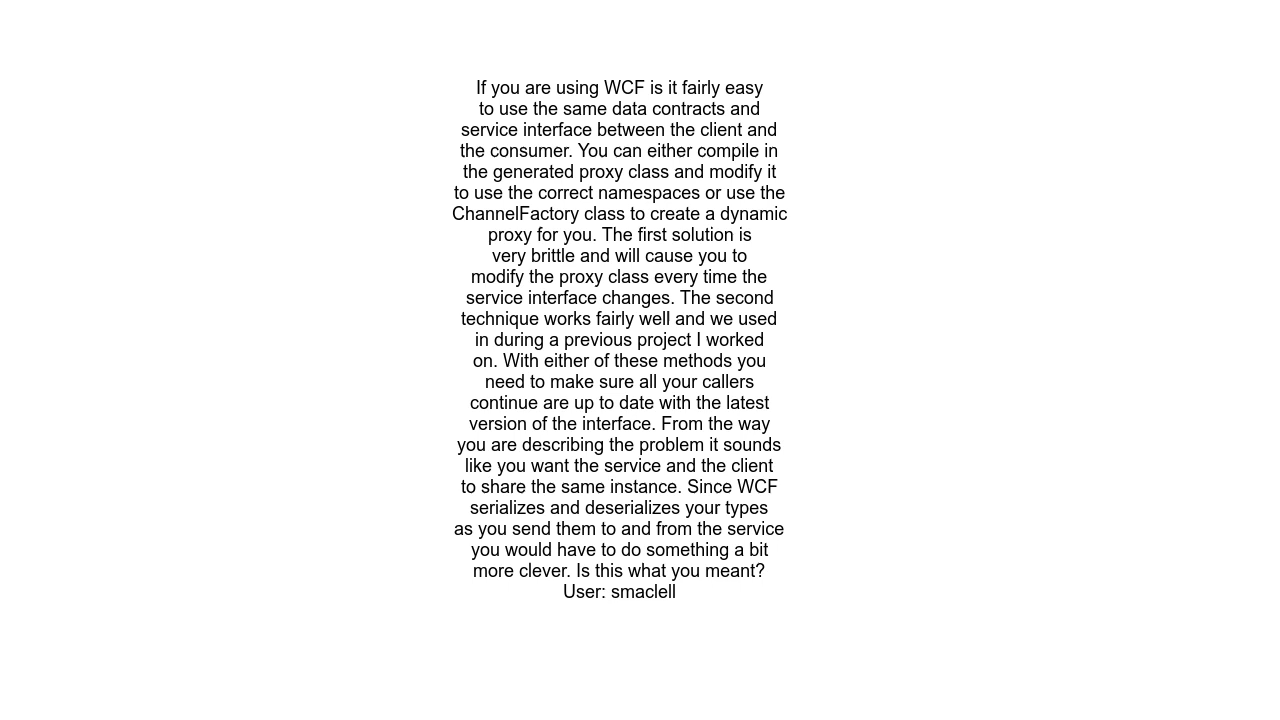 If you are using WCF is it fairly easy
to use the same data contracts and
service interface between the client and
the consumer. You can either compile in
the generated proxy class and modify it
to use the correct namespaces or use the
ChannelFactory class to create a dynamic
proxy for you. The first solution is
very brittle and will cause you to
modify the proxy class every time the
service interface changes. The second
technique works fairly well and we used
in during a previous project I worked
on. With either of these methods you
need to make sure all your callers
continue are up to date with the latest
version of the interface. From the way
you are describing the problem it sounds
like you want the service and the client
to share the same instance. Since WCF
serializes and deserializes your types
as you send them to and from the service
you would have to do something a bit
more clever. Is this what you meant?
User: smaclell